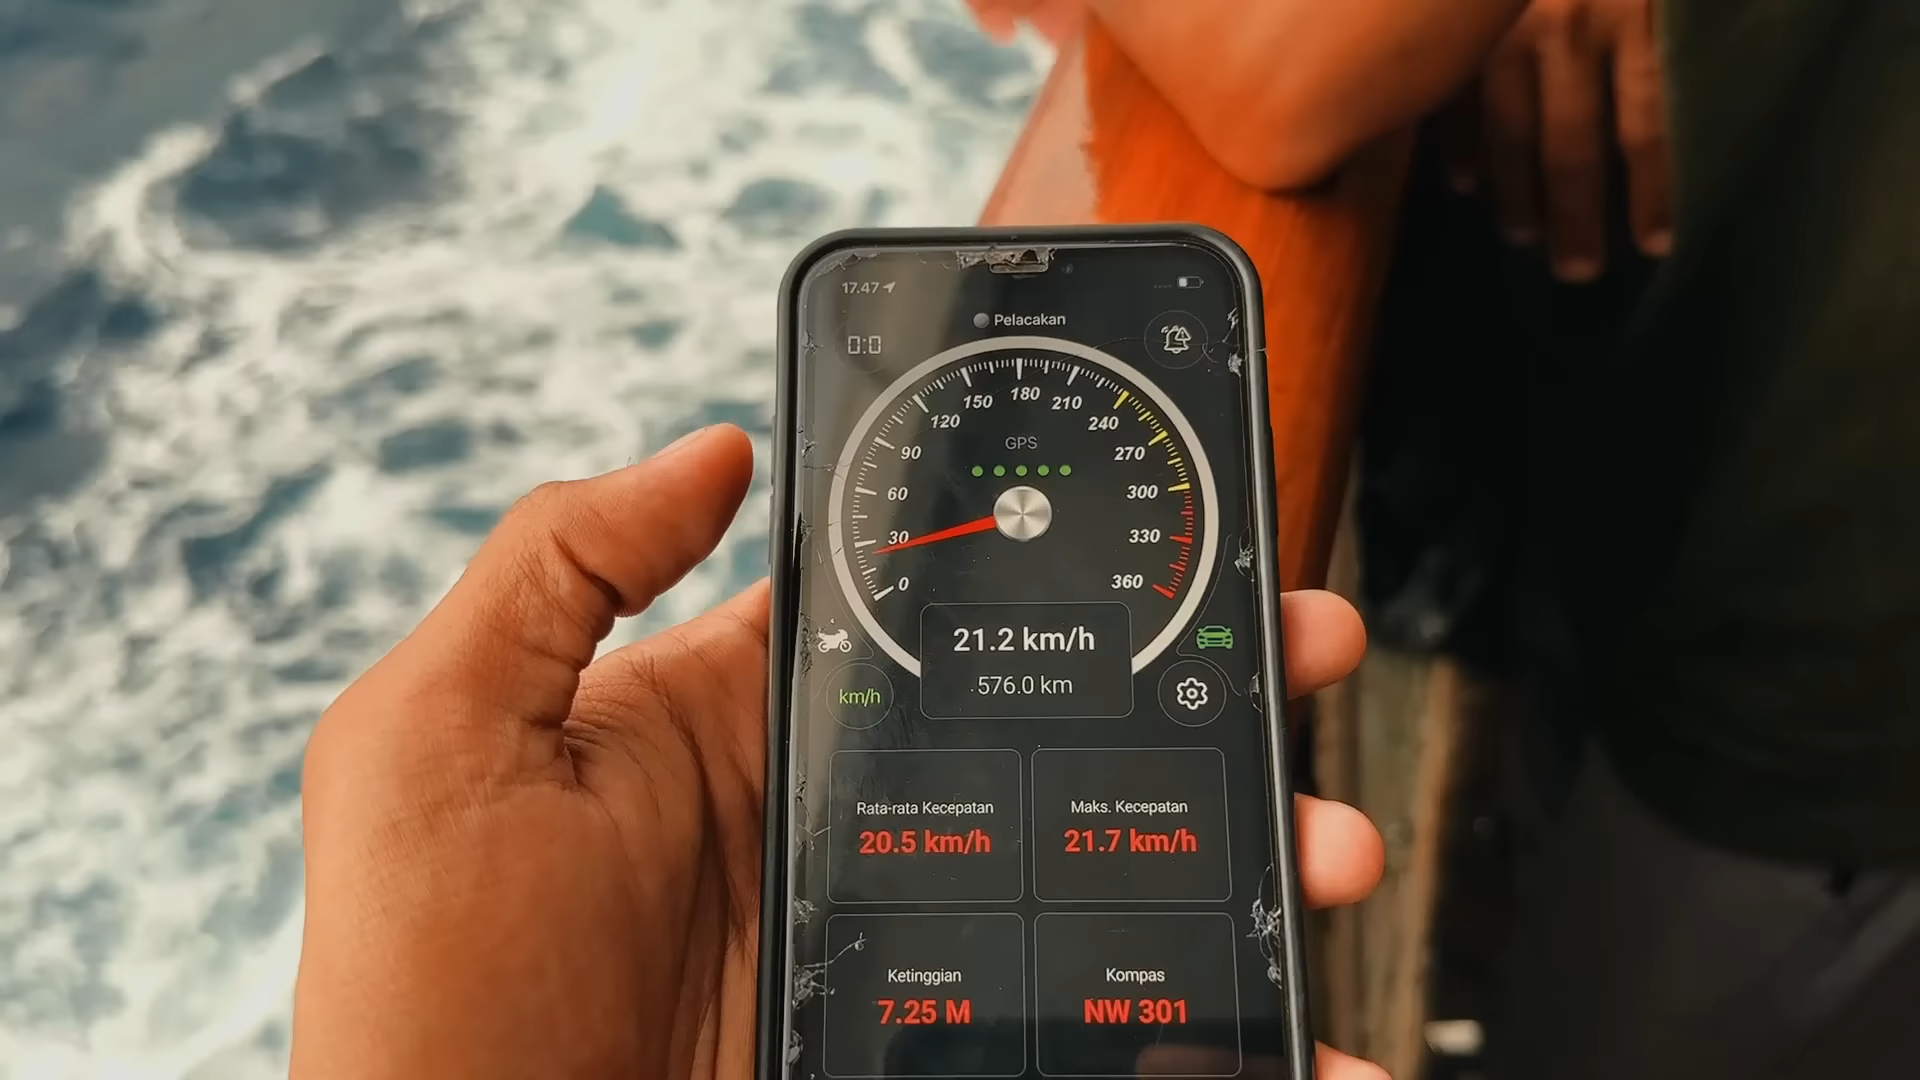 17.47
Pelacakan
0:0
180
150
210
120
240
GPS
90
270
60
300
30
330
0
360
21.2 km/h
576.0 km
km/h
Rata-rata Kecepatan
Maks. Kecepatan
20.5 km/h
21.7 km/h
Ketinggian
Kompas
7.25 M
NW 301